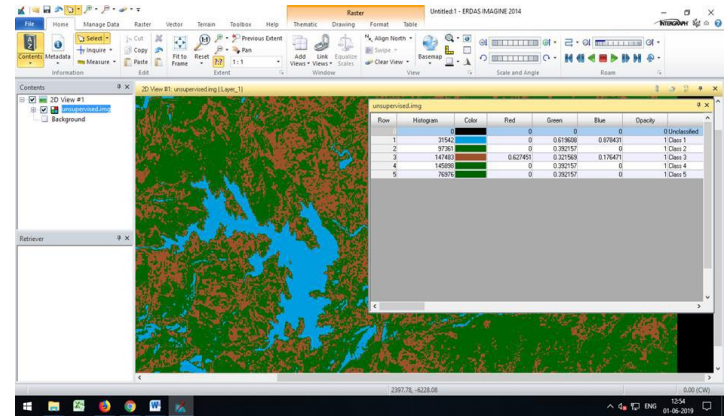 Raster
Untitled:1 - ERDAS IMAGINE 2014
File Home Manage Data Raster Vector Terrain Toolbox Help Thematic Drawing Format Table
INTERGRAPH
Contents Metadata Inquire Measure
Select
Cut
Copy
Paste
Fit to Frame
Reset 1:1
Previous Extent
Pan
1 : 1
Add Views Link Views Equalize Scales
Align North
Swipe
Clear View
Basemap
Information Edit Extent Window View Scale and Angle Roam
Contents
2D View #1: unsupervised.img (:Layer_1)
2D View #1
unsupervised.img
Background
Retriever
unsupervised.img
Row Histogram Color Red Green Blue Opacity
0 0 0 0 0 Unclassified
1 31542 0 0.619608 0.878431 1 Class 1
2 97361 0 0.392157 0 1 Class 2
3 147483 0.627451 0.321569 0.176471 1 Class 3
4 145898 0 0.392157 0 1 Class 4
5 76976 0 0.392157 0 1 Class 5
2397.78, -6228.08
0.00 (CW)
ENG
12:54
01-06-2019